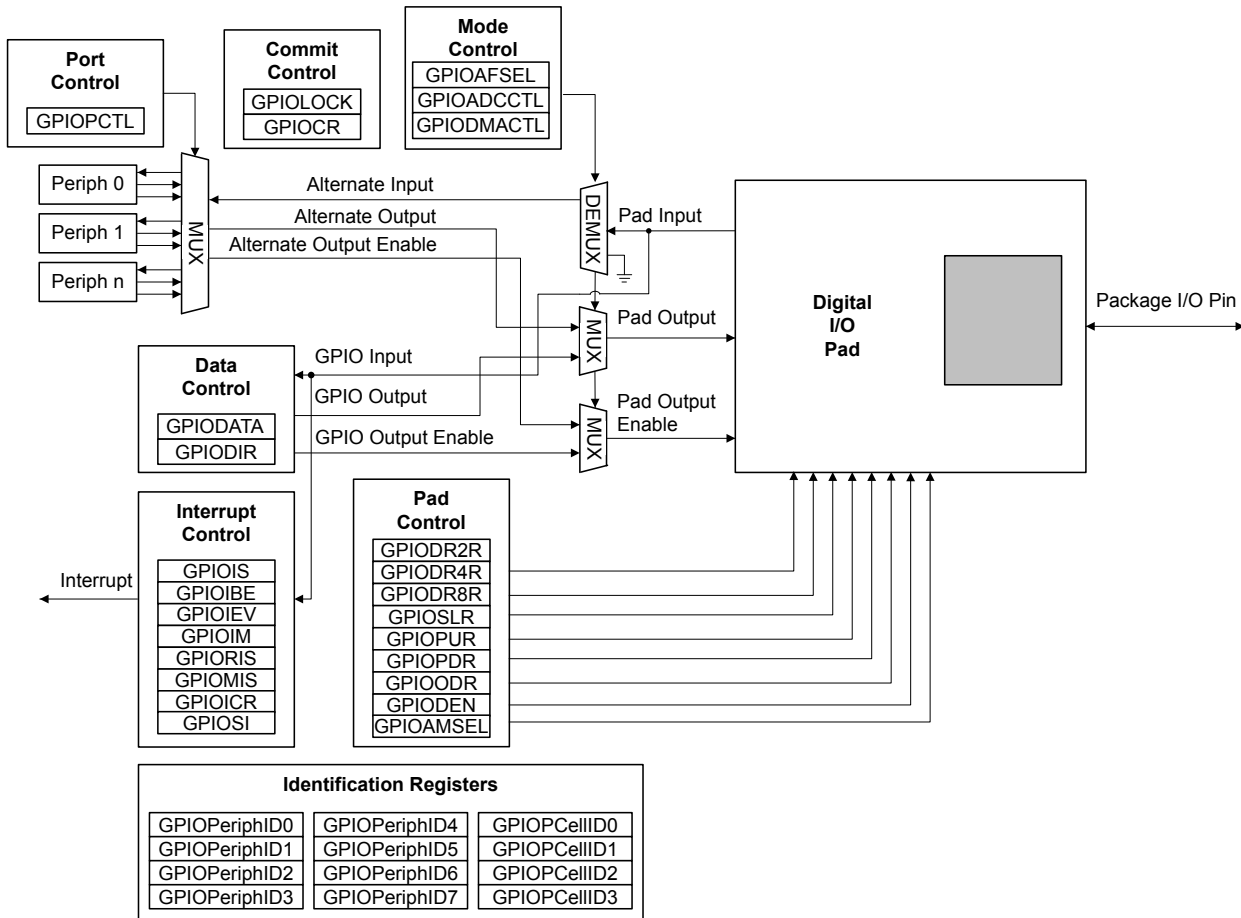 Port
Control
GPIOPCTL
Commit
Control
GPIOLOCK
GPIOCR
Mode
Control
GPIOAFSEL
GPIOADCCTL
GPIODMACTL
Periph 0
Periph 1
Periph n
MUX
Alternate Input
Alternate Output
Alternate Output Enable
DEMUX
Pad Input
MUX
Pad Output
MUX
Pad Output
Enable
Digital
I/O
Pad
Package I/O Pin
Data
Control
GPIODATA
GPIODIR
GPIO Input
GPIO Output
GPIO Output Enable
Interrupt
Control
GPIOIS
GPIOIBE
GPIOIEV
GPIOIM
GPIORIS
GPIOMIS
GPIOICR
GPIOSI
Interrupt
Pad
Control
GPIODR2R
GPIODR4R
GPIODR8R
GPIOSLR
GPIOPUR
GPIOPDR
GPIOODR
GPIODEN
GPIOAMSEL
Identification Registers
GPIOPeriphID0
GPIOPeriphID1
GPIOPeriphID2
GPIOPeriphID3
GPIOPeriphID4
GPIOPeriphID5
GPIOPeriphID6
GPIOPeriphID7
GPIOPCellID0
GPIOPCellID1
GPIOPCellID2
GPIOPCellID3